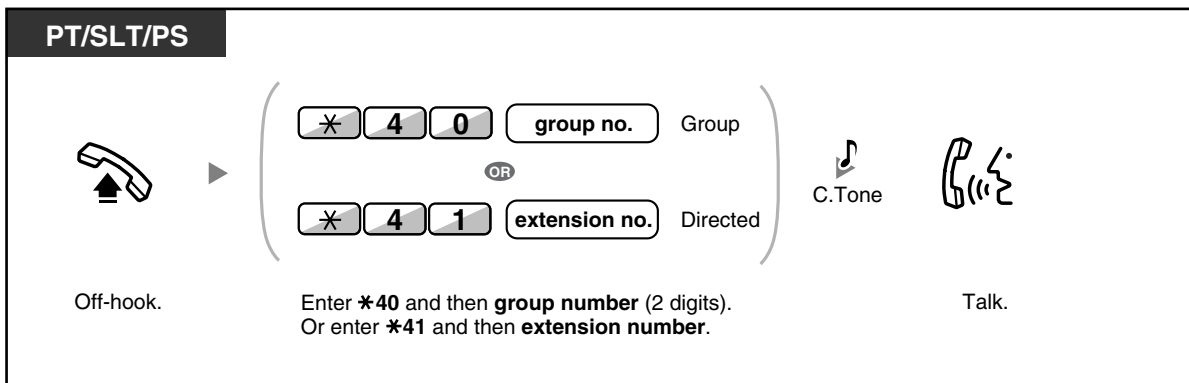 PT/SLT/PS
* 4 0 group no. Group
OR
* 4 1 extension no. Directed
C.Tone
Off-hook.
Enter *40 and then group number (2 digits).
Or enter *41 and then extension number.
Talk.